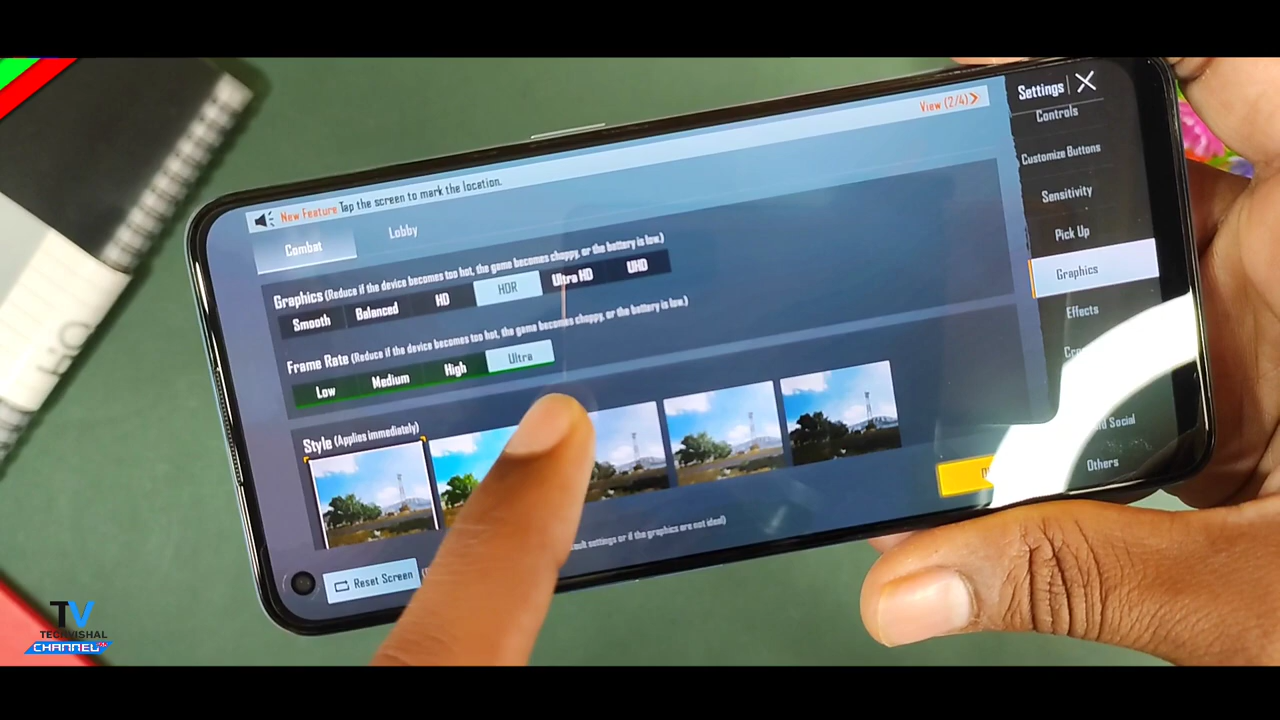 View (2/4)
New Feature Tap the screen to mark the location.
Combat
Lobby
Graphics (Reduce if the device becomes too hot, the game becomes choppy, or the battery is low.)
Smooth
Balanced
HD
HDR
Ultra HD
UHD
Frame Rate (Reduce if the device becomes too hot, the game becomes choppy, or the battery is low.)
Low
Medium
High
Ultra
Style (Applies immediately)
settings or if the graphics are not ideal)
Reset Screen
Settings
Controls
Customize Buttons
Sensitivity
Pick Up
Graphics
Effects
Social
Others
TV
TECHVISHAL
CHANNEL